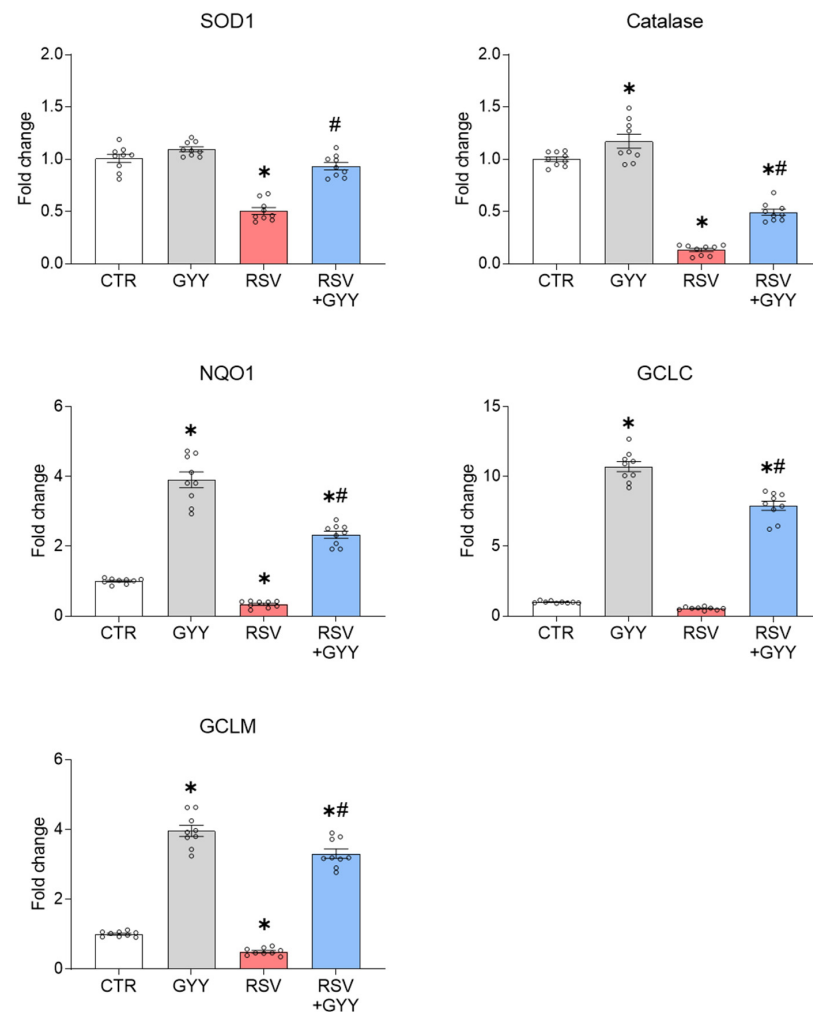 SOD1
2.0
1.5
1.0
0.5
0.0
Fold change
*
#
CTR
GYY
RSV
RSV
+GYY
Catalase
2.0
1.5
1.0
0.5
0.0
Fold change
*
*
*#
CTR
GYY
RSV
RSV
+GYY
NQO1
6
4
2
0
Fold change
*
*
*#
CTR
GYY
RSV
RSV
+GYY
GCLC
15
10
5
0
Fold change
*
*#
CTR
GYY
RSV
RSV
+GYY
GCLM
6
4
2
0
Fold change
*
*
*#
CTR
GYY
RSV
RSV
+GYY